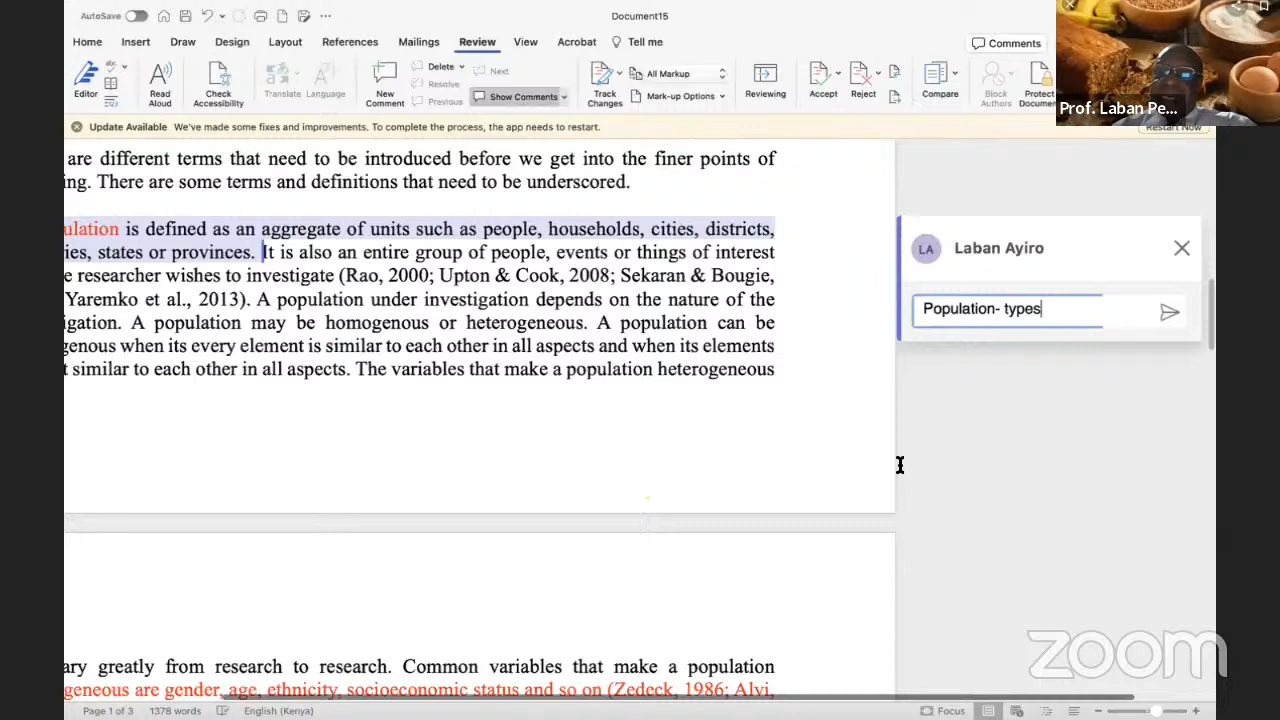 AutoSave
Document15
Home Insert Draw Design Layout References Mailings Review View Acrobat Tell me
Comments
Editor
Read Aloud
Check Accessibility
Translate Language
New Comment
Delete
Resolve
Previous
Next
Show Comments
Track Changes
All Markup
Mark-up Options
Reviewing
Accept Reject
Compare
Block Authors
Protect
Prof. Laban Pe...
Update Available We've made some fixes and improvements. To complete the process, the app needs to restart.
Restart Now
are different terms that need to be introduced before we get into the finer points of
ing. There are some terms and definitions that need to be underscored.
ulation is defined as an aggregate of units such as people, households, cities, districts,
ies, states or provinces. It is also an entire group of people, events or things of interest
e researcher wishes to investigate (Rao, 2000; Upton & Cook, 2008; Sekaran & Bougie,
Yaremko et al., 2013). A population under investigation depends on the nature of the
igation. A population may be homogenous or heterogeneous. A population can be
genous when its every element is similar to each other in all aspects and when its elements
t similar to each other in all aspects. The variables that make a population heterogeneous
LA Laban Ayiro
Population- types
ary greatly from research to research. Common variables that make a population
geneous are gender, age, ethnicity, socioeconomic status and so on (Zedeck, 1986; Alvi,
zoom
Page 1 of 3 1378 words English (Kenya) Focus